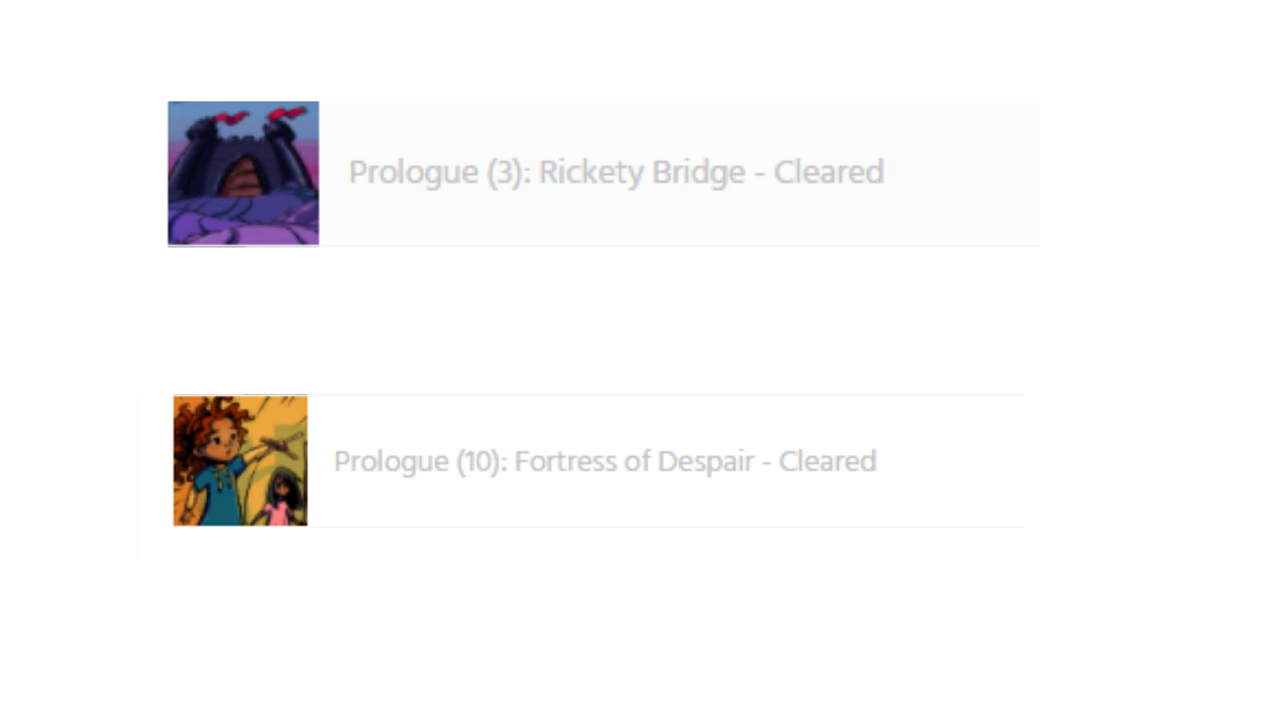 Prologue (3): Rickety Bridge - Cleared
Prologue (10): Fortress of Despair - Cleared